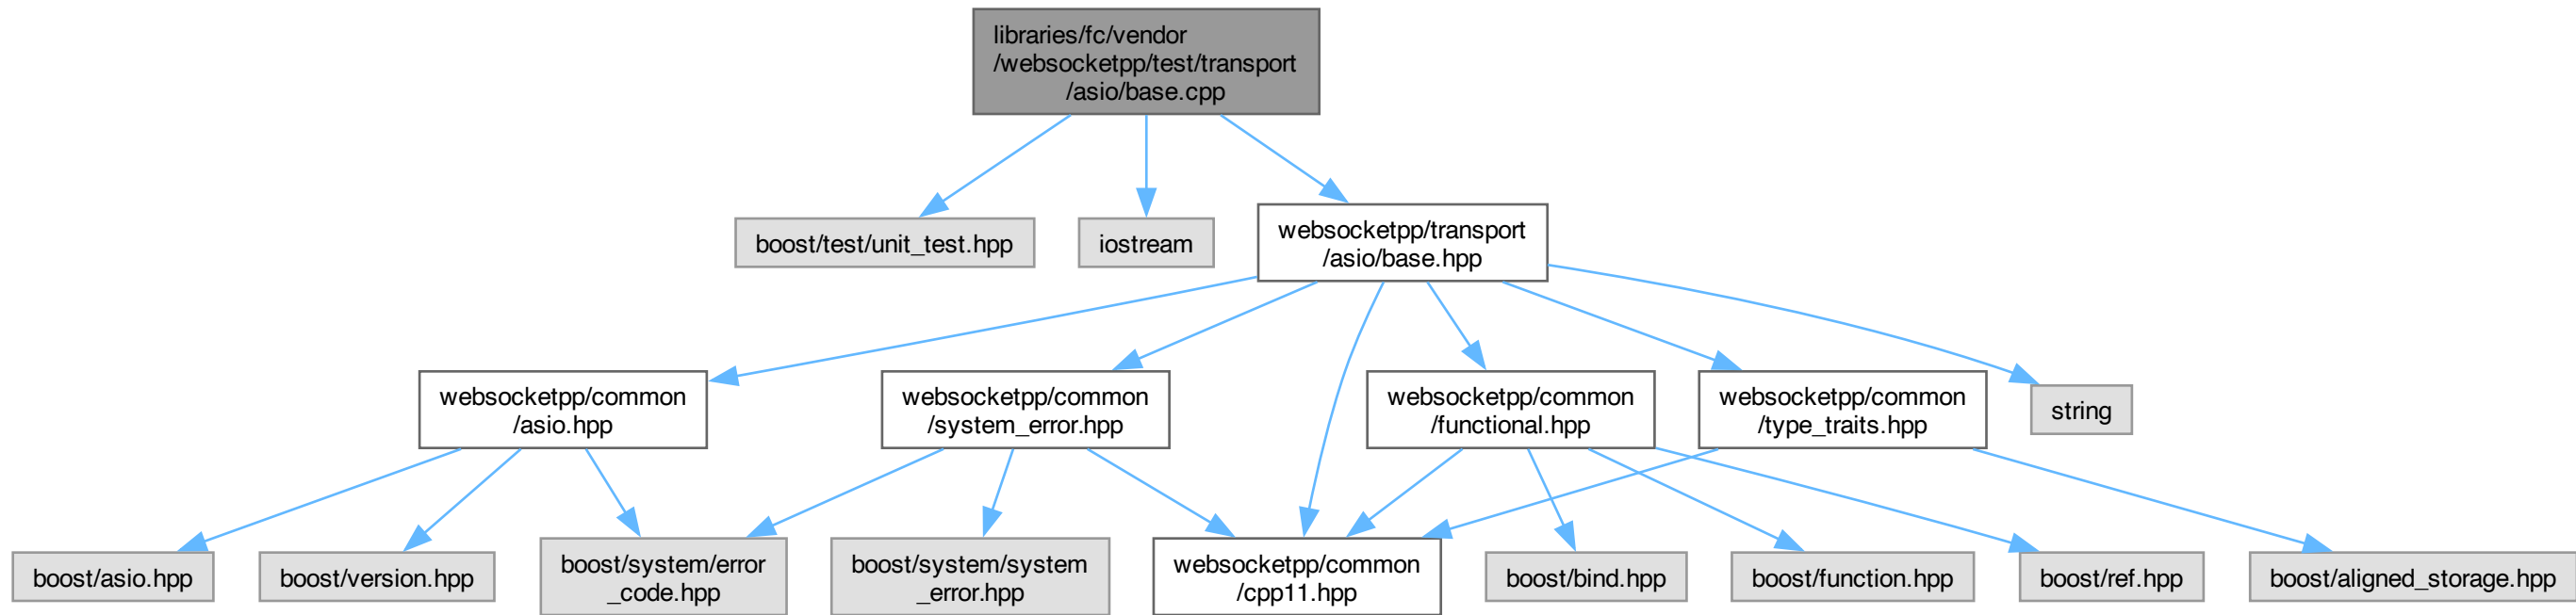 libraries/fc/vendor
/websocketpp/test/transport
/asio/base.cpp
boost/test/unit_test.hpp
iostream
websocketpp/transport
/asio/base.hpp
websocketpp/common
/asio.hpp
websocketpp/common
/system_error.hpp
websocketpp/common
/functional.hpp
websocketpp/common
/type_traits.hpp
string
boost/asio.hpp
boost/version.hpp
boost/system/error
_code.hpp
boost/system/system
_error.hpp
websocketpp/common
/cpp11.hpp
boost/bind.hpp
boost/function.hpp
boost/ref.hpp
boost/aligned_storage.hpp